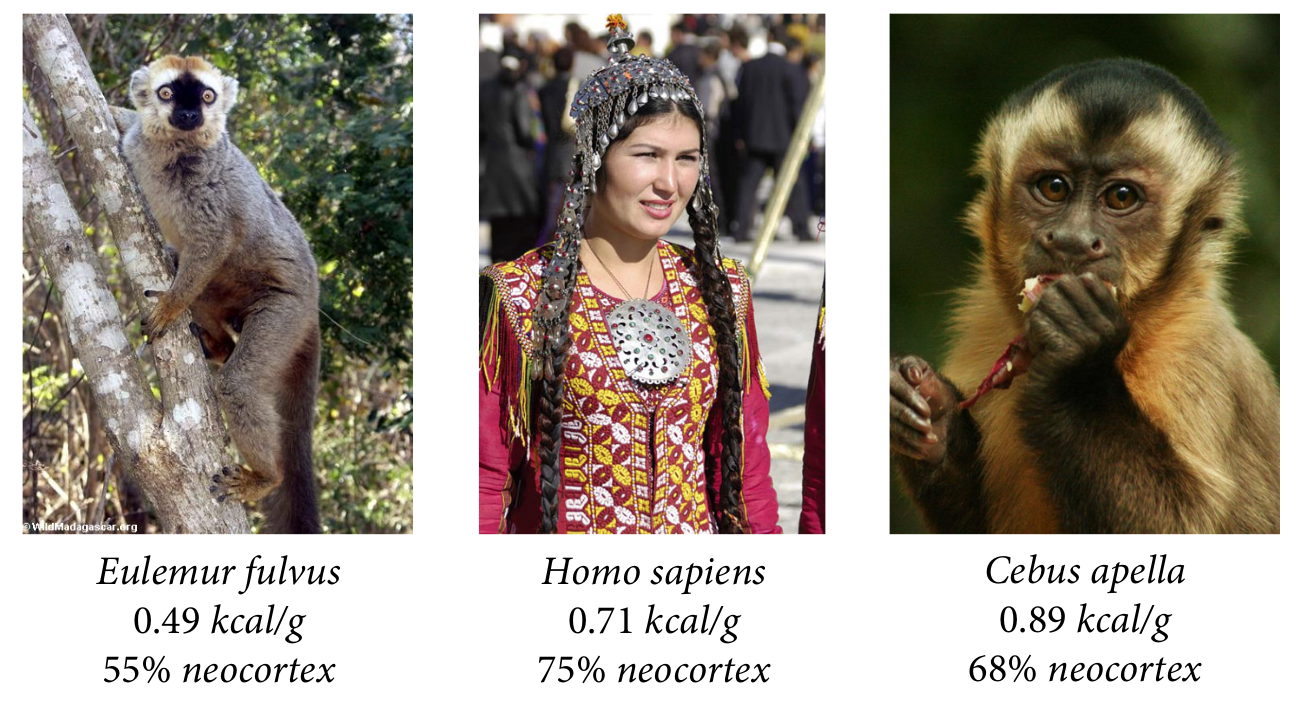 ©WildMadagascar.org
Eulemur fulvus
0.49 kcal/g
55% neocortex
Homo sapiens
0.71 kcal/g
75% neocortex
Cebus apella
0.89 kcal/g
68% neocortex